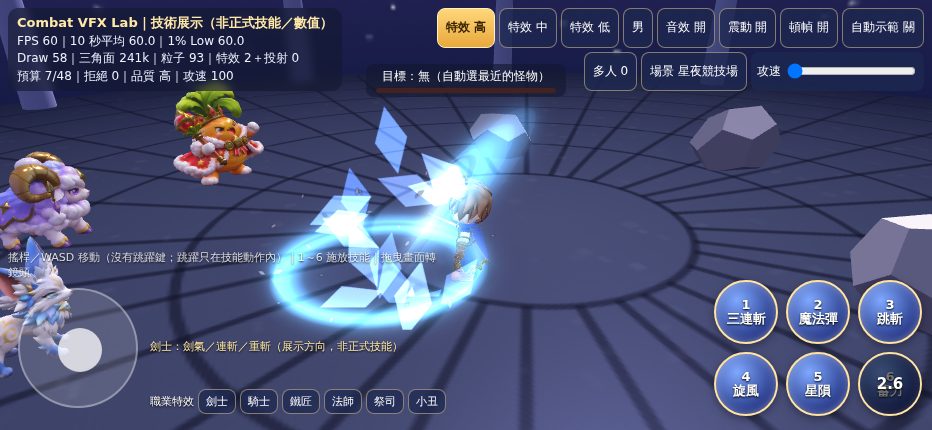 Combat VFX Lab｜技術展示（非正式技能／數值）
FPS 60｜10 秒平均 60.0｜1% Low 60.0
Draw 58｜三角面 241k｜粒子 93｜特效 2＋投射 0
預算 7/48｜拒絕 0｜品質 高｜攻速 100
特效 高
特效 中
特效 低
男
音效 開
震動 開
頓幀 開
自動示範 關
目標：無（自動選最近的怪物）
多人 0
場景 星夜競技場
攻速
搖桿／WASD 移動（沒有跳躍鍵；跳躍只在技能動作內）｜1～6 施放技能｜拖曳畫面轉
鏡頭
1
三連斬
2
魔法彈
3
跳斬
劍士：劍氣／連斬／重斬（展示方向，非正式技能）
4
旋風
5
星隕
6
2.6
職業特效
劍士
騎士
鐵匠
法師
祭司
小丑